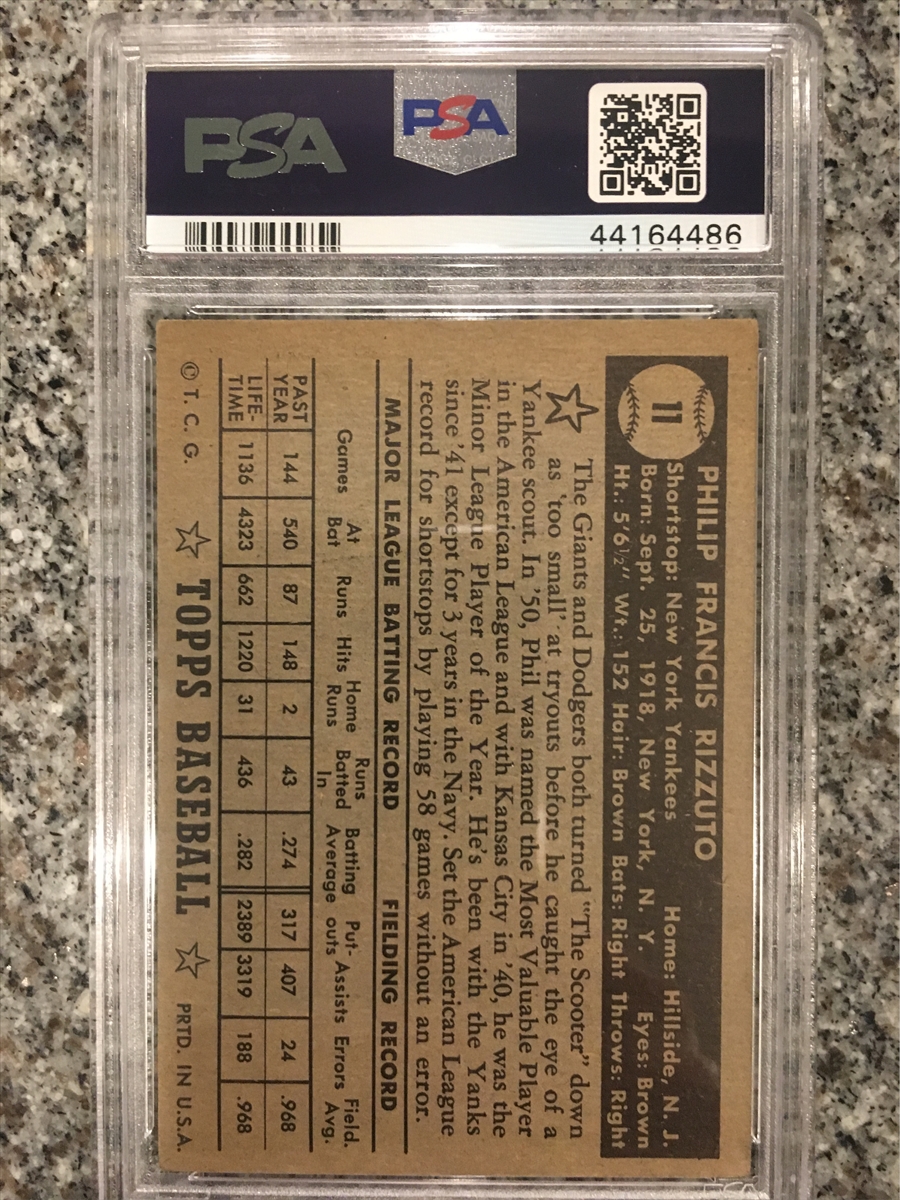 PSA
PSA
44164486
11
PHILIP FRANCIS RIZZUTO
Shortstop: New York Yankees Home: Hillside, N. J.
Born: Sept. 25, 1918, New York, N. Y. Eyes: Brown
Ht.: 5'6½" Wt.: 152 Hair: Brown Bats: Right Throws: Right
The Giants and Dodgers both turned "The Scooter" down
as 'too small' at tryouts before he caught the eye of a
Yankee scout. In '50, Phil was named the Most Valuable Player
in the American League and with Kansas City in '40, he was the
Minor League Player of the Year. He's been with the Yanks
since '41 except for 3 years in the Navy. Set the American League
record for shortstops by playing 58 games without an error.
MAJOR LEAGUE BATTING RECORD FIELDING RECORD
Games At Bat Runs Hits Home Runs Runs Batted In Batting Average Put-outs Assists Errors Field. Avg.
PAST YEAR 144 540 87 148 2 43 .274 317 407 24 .968
LIFE-TIME 1136 4323 662 1220 31 436 .282 2389 3319 188 .968
© T. C. G. ☆ TOPPS BASEBALL ☆ PRTD. IN U.S.A.